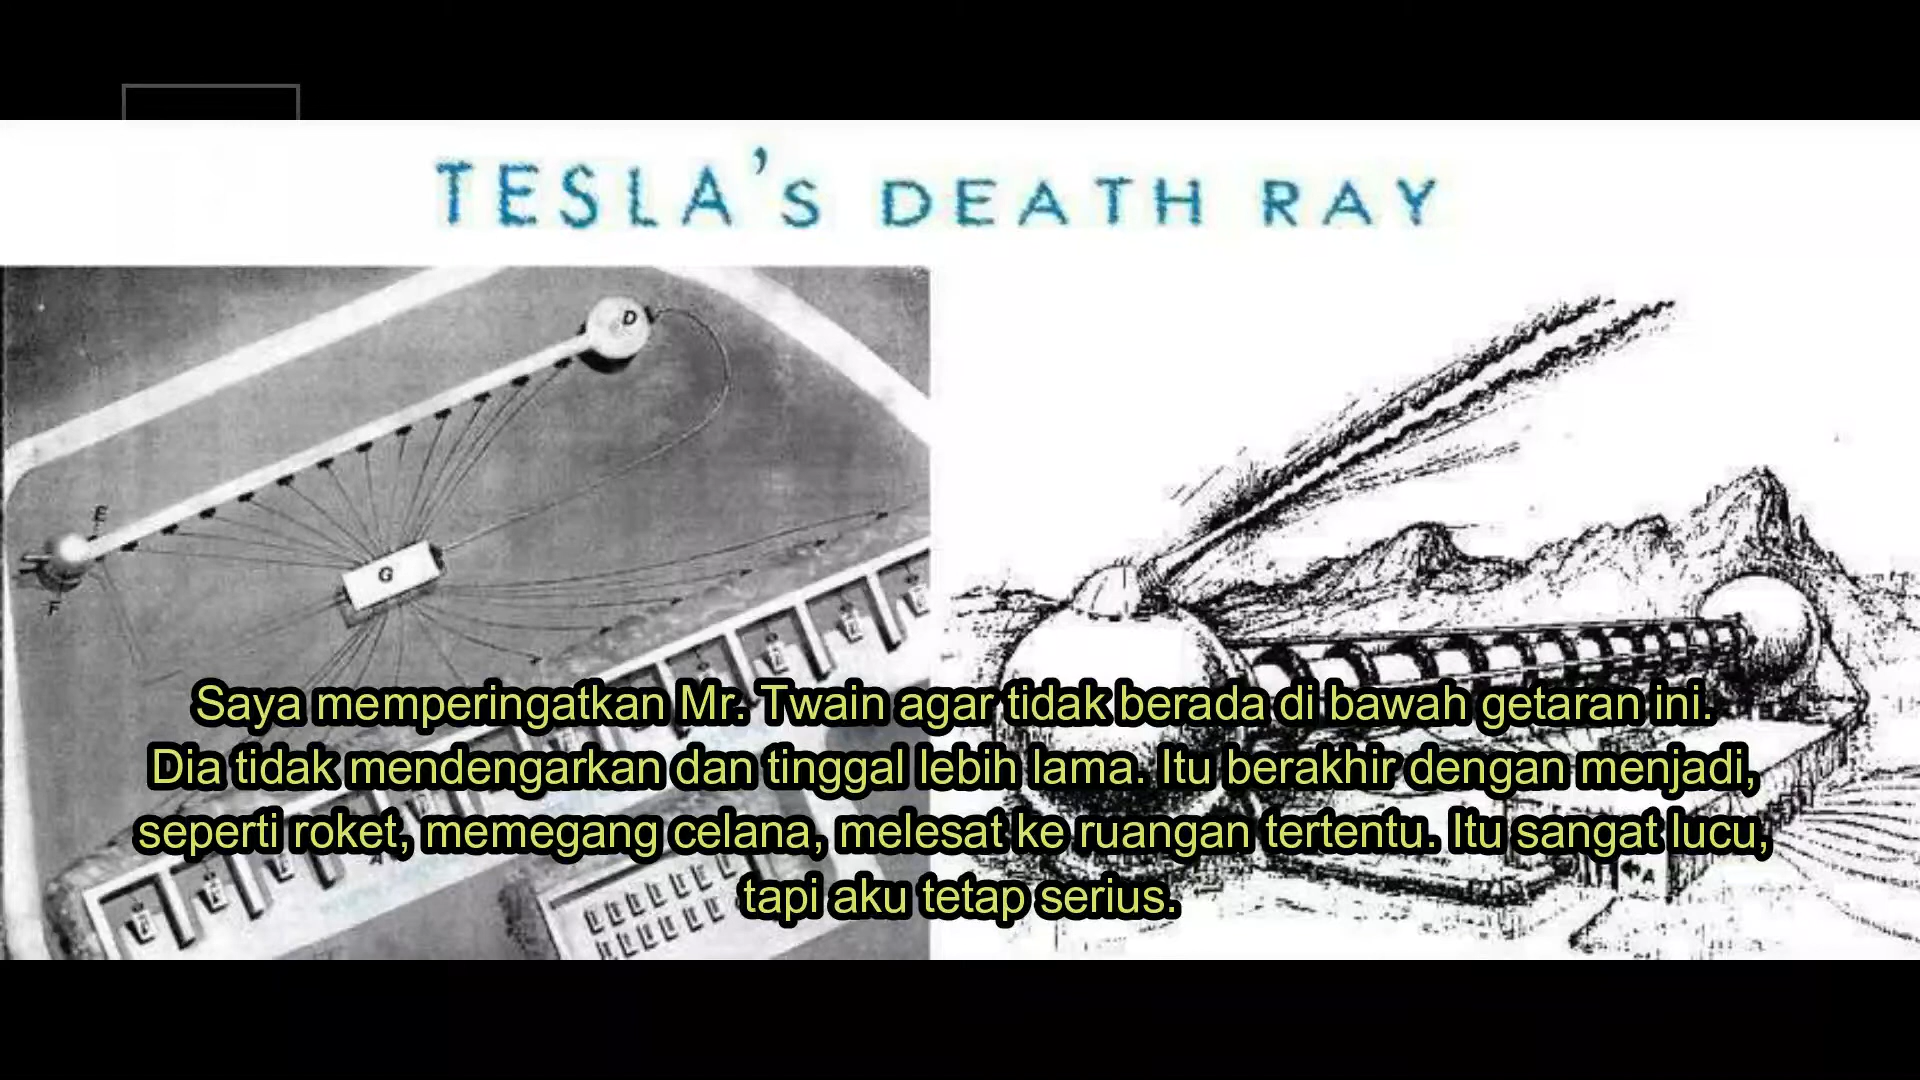 TESLA'S DEATH RAY
D
E
G
F
Saya memperingatkan Mr. Twain agar tidak berada di bawah getaran ini.
Dia tidak mendengarkan dan tinggal lebih lama. Itu berakhir dengan menjadi,
seperti roket, memegang celana, melesat ke ruangan tertentu. Itu sangat lucu,
tapi aku tetap serius.
A